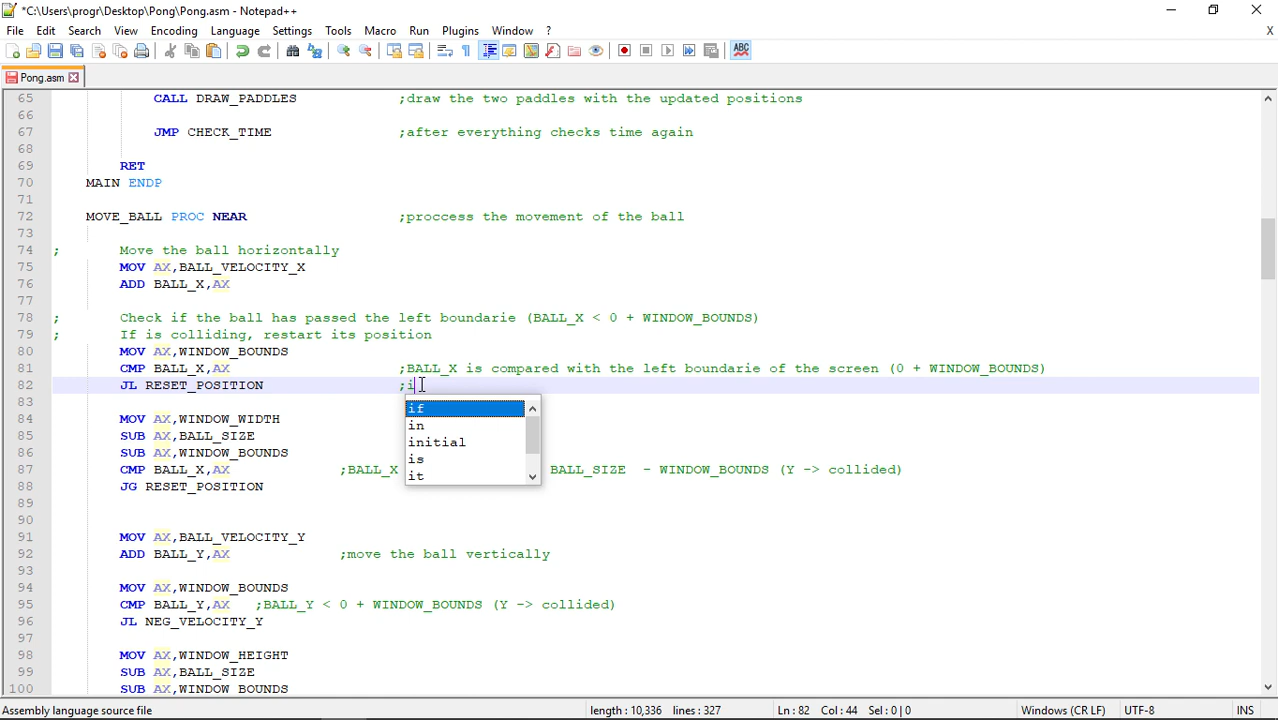 *C:\Users\progr\Desktop\Pong\Pong.asm - Notepad++
File Edit Search View Encoding Language Settings Tools Macro Run Plugins Window ? X
ABC
Pong.asm
65 CALL DRAW_PADDLES ;draw the two paddles with the updated positions
66
67 JMP CHECK_TIME ;after everything checks time again
68
69 RET
70 MAIN ENDP
71
72 MOVE_BALL PROC NEAR ;proccess the movement of the ball
73
74 ; Move the ball horizontally
75 MOV AX,BALL_VELOCITY_X
76 ADD BALL_X,AX
77
78 ; Check if the ball has passed the left boundarie (BALL_X < 0 + WINDOW_BOUNDS)
79 ; If is colliding, restart its position
80 MOV AX,WINDOW_BOUNDS
81 CMP BALL_X,AX ;BALL_X is compared with the left boundarie of the screen (0 + WINDOW_BOUNDS)
82 JL RESET_POSITION ;i
83
if
84 MOV AX,WINDOW_WIDTH
in
85 SUB AX,BALL_SIZE
initial
86 SUB AX,WINDOW_BOUNDS
is
87 CMP BALL_X,AX ;BALL_X BALL_SIZE - WINDOW_BOUNDS (Y -> collided)
it
88 JG RESET_POSITION
89
90
91 MOV AX,BALL_VELOCITY_Y
92 ADD BALL_Y,AX ;move the ball vertically
93
94 MOV AX,WINDOW_BOUNDS
95 CMP BALL_Y,AX ;BALL_Y < 0 + WINDOW_BOUNDS (Y -> collided)
96 JL NEG_VELOCITY_Y
97
98 MOV AX,WINDOW_HEIGHT
99 SUB AX,BALL_SIZE
100 SUB AX,WINDOW_BOUNDS
Assembly language source file length : 10,336 lines : 327 Ln : 82 Col : 44 Sel : 0 | 0 Windows (CR LF) UTF-8 INS